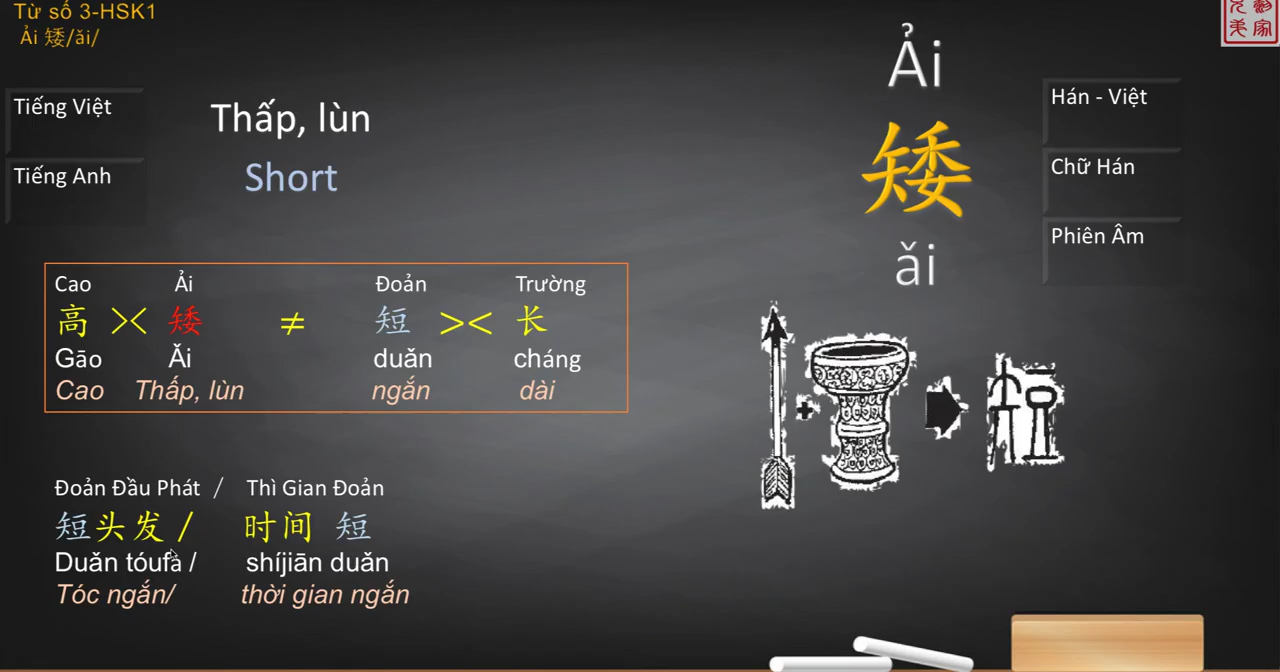 Từ số 3-HSK1
Ải 矮/ǎi/
Tiếng Việt
Thấp, lùn
Tiếng Anh
Short
Ải
矮
ǎi
Hán - Việt
Chữ Hán
Phiên Âm
Cao Ải Đoản Trường
高 >< 矮 ≠ 短 >< 长
Gāo Ǎi duǎn cháng
Cao Thấp, lùn ngắn dài
Đoản Đầu Phát / Thì Gian Đoản
短头发 / 时间 短
Duǎn tóufà / shíjiān duǎn
Tóc ngắn/ thời gian ngắn